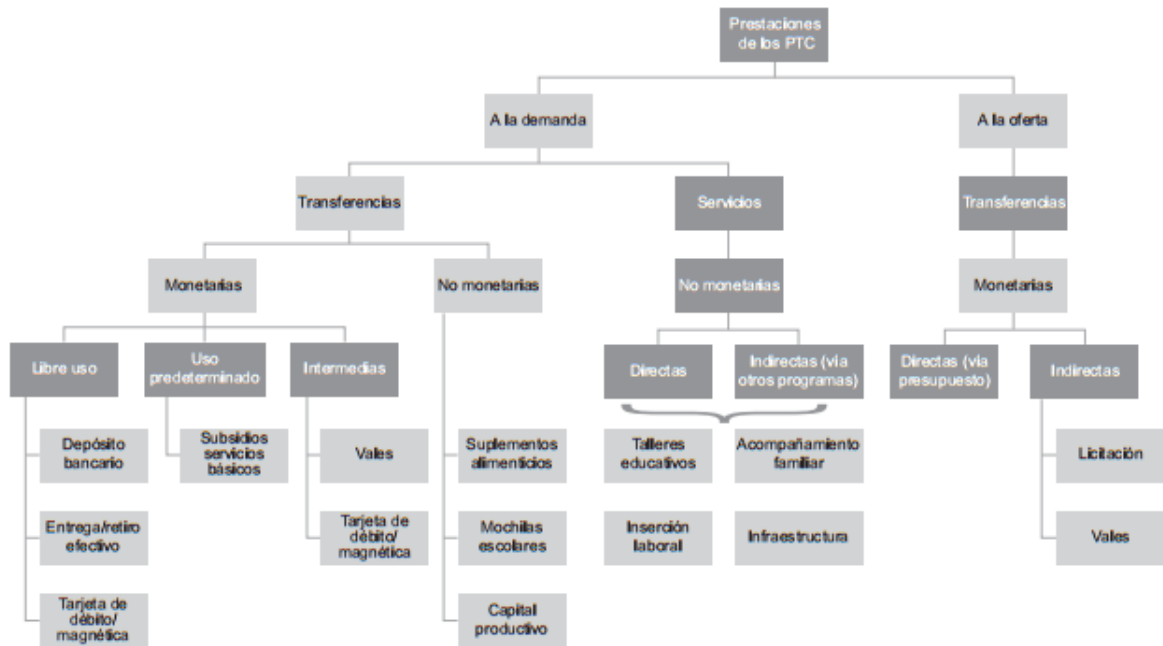 Prestaciones
de los PTC
A la demanda
A la oferta
Transferencias
Servicios
Transferencias
Monetarias
No monetarias
No monetarias
Monetarias
Libre uso
Uso
predeterminado
Intermedias
Directas
Indirectas (vía
otros programas)
Directas (vía
presupuesto)
Indirectas
Depósito
bancario
Subsidios
servicios
básicos
Vales
Suplementos
alimenticios
Talleres
educativos
Acompañamiento
familiar
Licitación
Entrega/retiro
efectivo
Tarjeta de
débito/
magnética
Mochilas
escolares
Inserción
laboral
Infraestructura
Vales
Tarjeta de
débito/
magnética
Capital
productivo